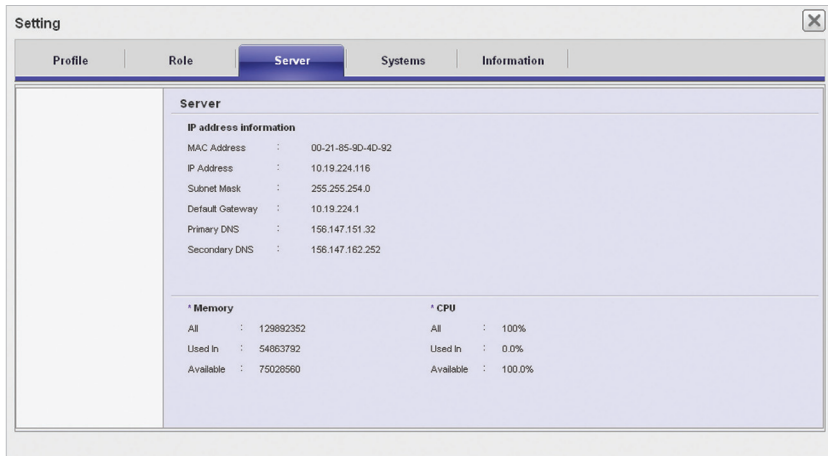 Setting
Profile Role Server Systems Information
Server
IP address information
MAC Address : 00-21-85-9D-4D-92
IP Address : 10.19.224.116
Subnet Mask : 255.255.254.0
Default Gateway : 10.19.224.1
Primary DNS : 156.147.151.32
Secondary DNS : 156.147.162.252
* Memory * CPU
All : 129892352 All : 100%
Used In : 54863792 Used In : 0.0%
Available : 75028560 Available : 100.0%